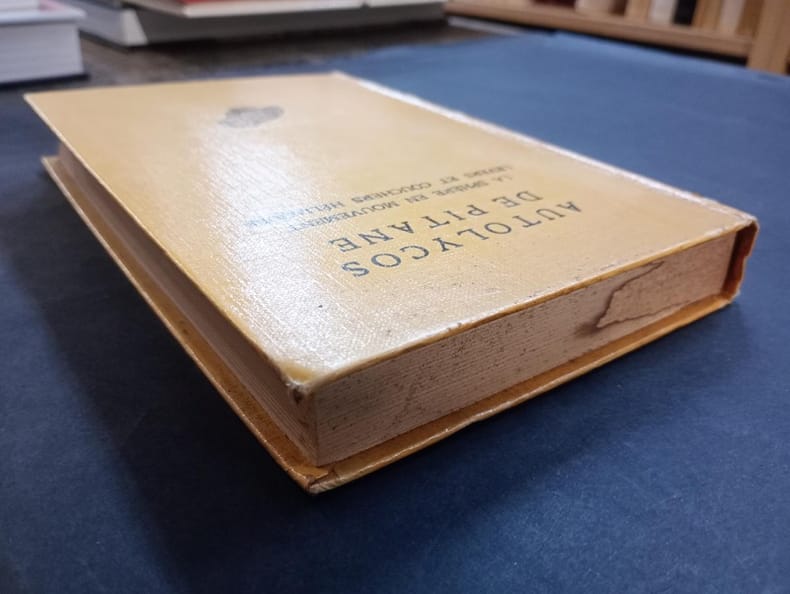 AUTOLYCOS
DE PITANE
LA SPHÈRE EN MOUVEMENT
LEVERS ET COUCHERS HÉLIAQUES